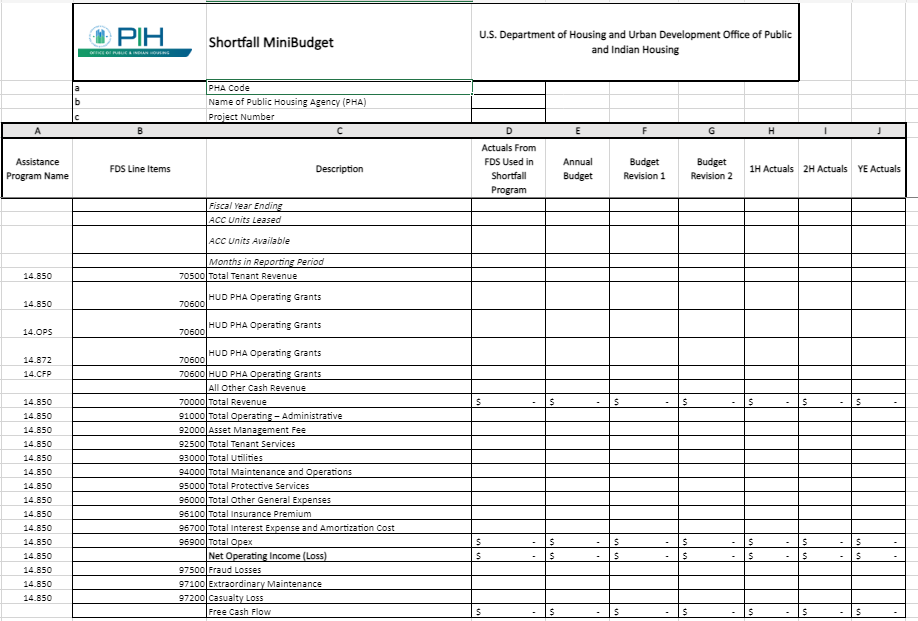 PIH
OFFICE OF PUBLIC & INDIAN HOUSING
Shortfall MiniBudget
U.S. Department of Housing and Urban Development Office of Public
and Indian Housing
a PHA Code
b Name of Public Housing Agency (PHA)
c Project Number
A B C D E F G H I J
Assistance Program Name FDS Line Items Description Actuals From FDS Used in Shortfall Program Annual Budget Budget Revision 1 Budget Revision 2 1H Actuals 2H Actuals YE Actuals
Fiscal Year Ending
ACC Units Leased
ACC Units Available
Months in Reporting Period
14.850 70500 Total Tenant Revenue
14.850 70600 HUD PHA Operating Grants
14.OPS 70600 HUD PHA Operating Grants
14.872 70600 HUD PHA Operating Grants
14.CFP 70600 HUD PHA Operating Grants
All Other Cash Revenue
14.850 70000 Total Revenue $ - $ - $ - $ - $ - $ - $ -
14.850 91000 Total Operating – Administrative
14.850 92000 Asset Management Fee
14.850 92500 Total Tenant Services
14.850 93000 Total Utilities
14.850 94000 Total Maintenance and Operations
14.850 95000 Total Protective Services
14.850 96000 Total Other General Expenses
14.850 96100 Total Insurance Premium
14.850 96700 Total Interest Expense and Amortization Cost
14.850 96900 Total Opex $ - $ - $ - $ - $ - $ - $ -
14.850 Net Operating Income (Loss) $ - $ - $ - $ - $ - $ - $ -
14.850 97500 Fraud Losses
14.850 97100 Extraordinary Maintenance
14.850 97200 Casualty Loss
Free Cash Flow $ - $ - $ - $ - $ - $ - $ -